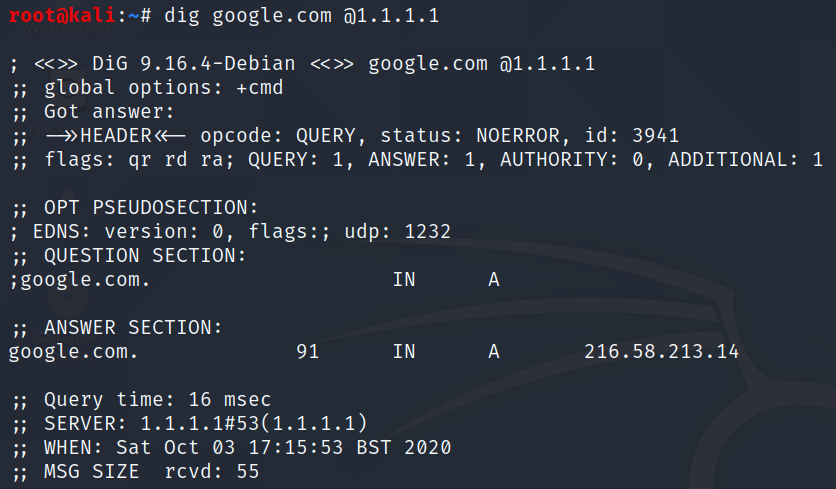 root@kali:~# dig google.com @1.1.1.1
; <<>> DiG 9.16.4-Debian <<>> google.com @1.1.1.1
;; global options: +cmd
;; Got answer:
;; ->>HEADER<<- opcode: QUERY, status: NOERROR, id: 3941
;; flags: qr rd ra; QUERY: 1, ANSWER: 1, AUTHORITY: 0, ADDITIONAL: 1
;; OPT PSEUDOSECTION:
; EDNS: version: 0, flags:; udp: 1232
;; QUESTION SECTION:
;google.com. IN A
;; ANSWER SECTION:
google.com. 91 IN A 216.58.213.14
;; Query time: 16 msec
;; SERVER: 1.1.1.1#53(1.1.1.1)
;; WHEN: Sat Oct 03 17:15:53 BST 2020
;; MSG SIZE rcvd: 55